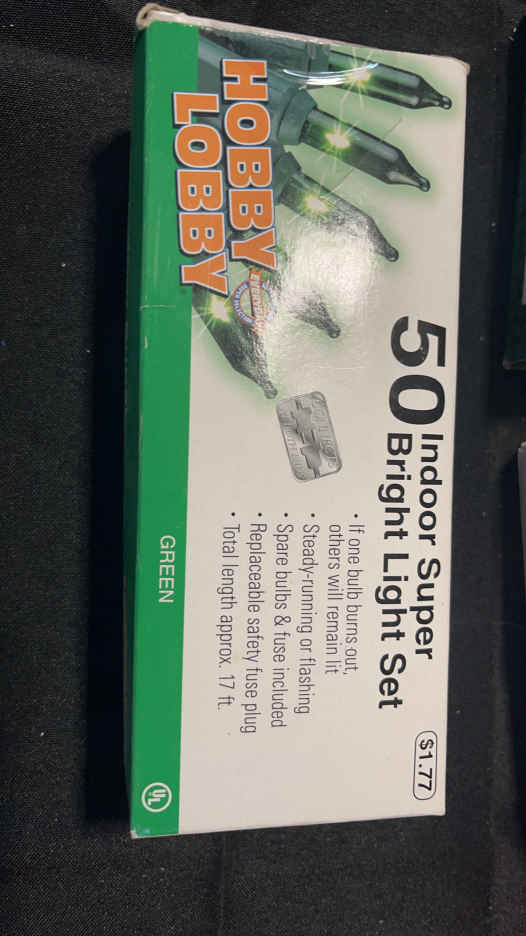 50 Indoor Super
Bright Light Set
$1.77
HOBBY
LOBBY
• If one bulb burns out,
others will remain lit
• Steady-running or flashing
• Spare bulbs & fuse included
• Replaceable safety fuse plug
• Total length approx. 17 ft.
GREEN
UL